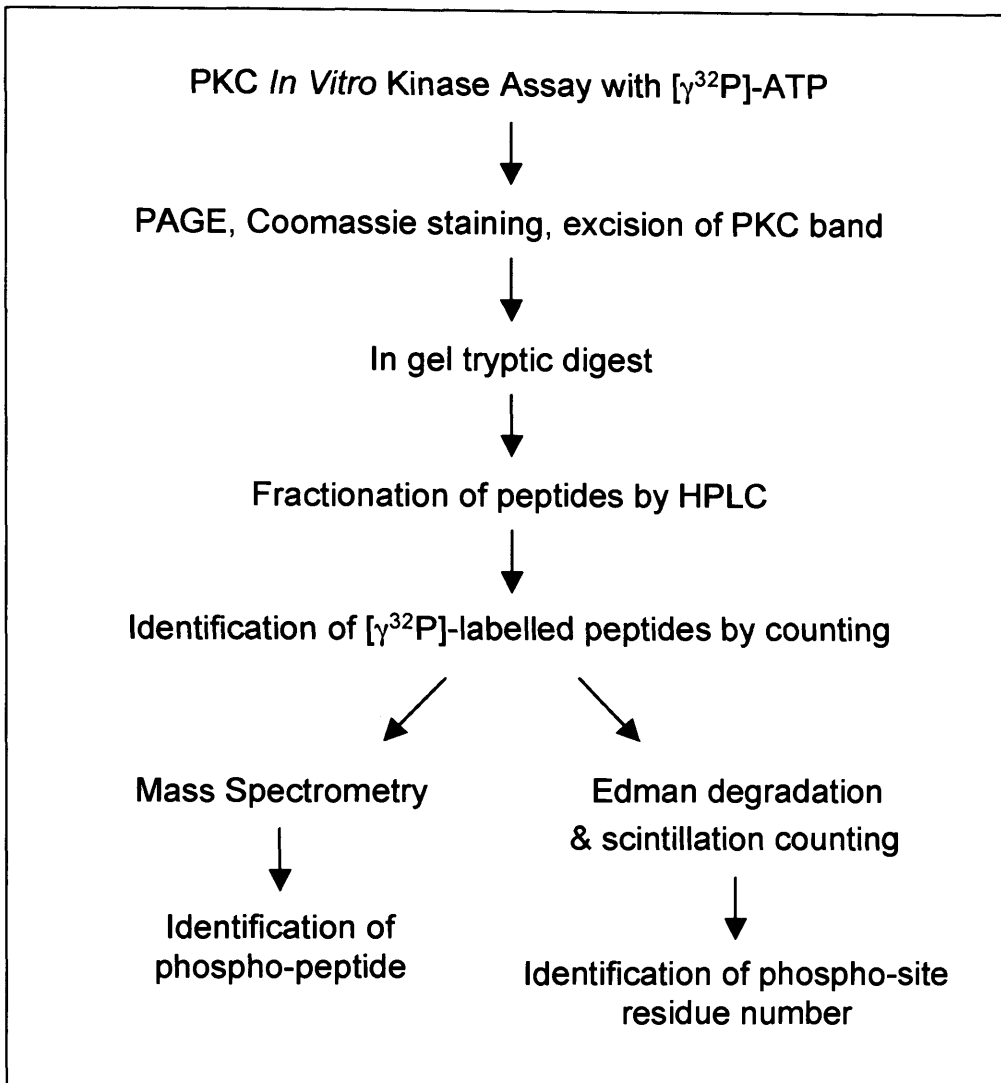 PKC In Vitro Kinase Assay with [γ³²P]-ATP
PAGE, Coomassie staining, excision of PKC band
In gel tryptic digest
Fractionation of peptides by HPLC
Identification of [γ³²P]-labelled peptides by counting
Mass Spectrometry
Edman degradation
& scintillation counting
Identification of
phospho-peptide
Identification of phospho-site
residue number